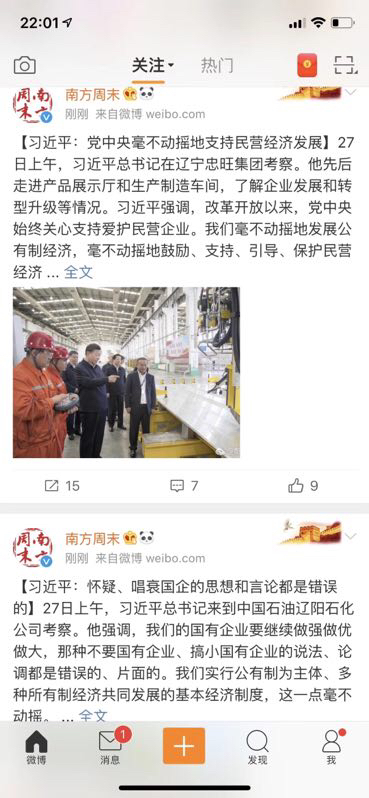 22:01
关注
热门
南方周末
刚刚 来自微博 weibo.com
【习近平：党中央毫不动摇地支持民营经济发展】27
日上午，习近平总书记在辽宁忠旺集团考察。他先后
走进产品展示厅和生产制造车间，了解企业发展和转
型升级等情况。习近平强调，改革开放以来，党中央
始终关心支持爱护民营企业。我们毫不动摇地发展公
有制经济，毫不动摇地鼓励、支持、引导、保护民营
经济 ... 全文
15
7
9
南方周末
刚刚 来自微博 weibo.com
【习近平：怀疑、唱衰国企的思想和言论都是错误
的】27日上午，习近平总书记来到中国石油辽阳石化
公司考察。他强调，我们的国有企业要继续做强做优
做大，那种不要国有企业、搞小国有企业的说法、论
调都是错误的、片面的。我们实行公有制为主体、多
种所有制经济共同发展的基本经济制度，这一点毫不
动摇。 ... 全文
1
微博
消息
发现
我